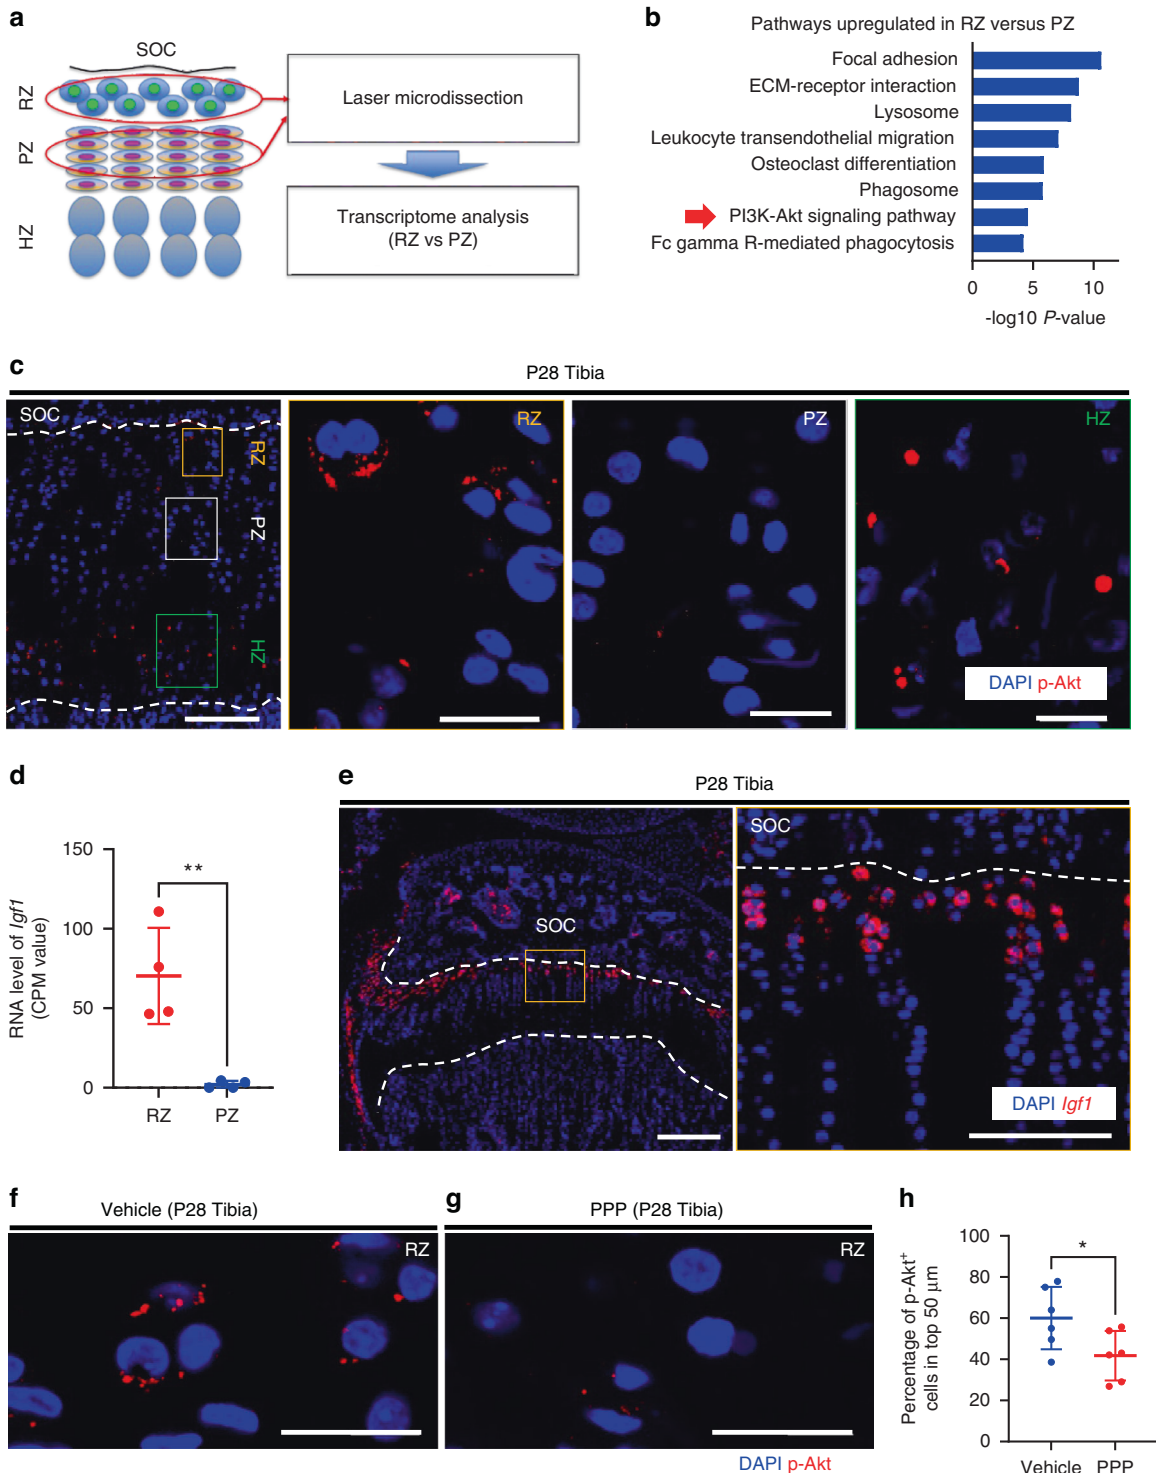 a
SOC
RZ
PZ
HZ
Laser microdissection
Transcriptome analysis
(RZ vs PZ)
b
Pathways upregulated in RZ versus PZ
Focal adhesion
ECM-receptor interaction
Lysosome
Leukocyte transendothelial migration
Osteoclast differentiation
Phagosome
PI3K-Akt signaling pathway
Fc gamma R-mediated phagocytosis
0 5 10
-log10 P-value
c
P28 Tibia
SOC
RZ
PZ
HZ
RZ
PZ
HZ
DAPI p-Akt
d
RNA level of Igf1
(CPM value)
150
100
50
0
**
RZ PZ
e
P28 Tibia
SOC
SOC
DAPI Igf1
f
Vehicle (P28 Tibia)
RZ
g
PPP (P28 Tibia)
RZ
DAPI p-Akt
h
Percentage of p-Akt+
cells in top 50 μm
100
80
60
40
20
0
*
Vehicle PPP